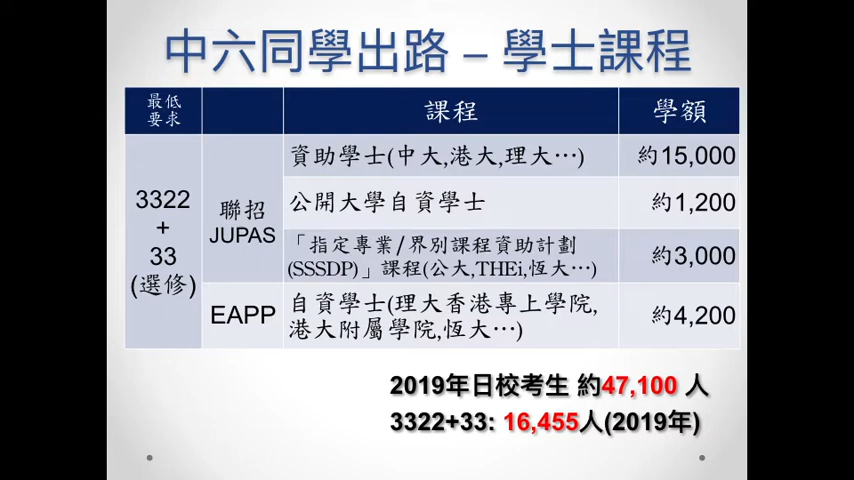 中六同學出路 – 學士課程
最低
要求
課程
學額
3322
+
33
(選修)
聯招
JUPAS
資助學士(中大,港大,理大…)
約15,000
公開大學自資學士
約1,200
「指定專業/界別課程資助計劃
(SSSDP)」課程(公大,THEi,恆大…)
約3,000
EAPP
自資學士(理大香港專上學院,
港大附屬學院,恆大…)
約4,200
2019年日校考生 約47,100 人
3322+33: 16,455人(2019年)